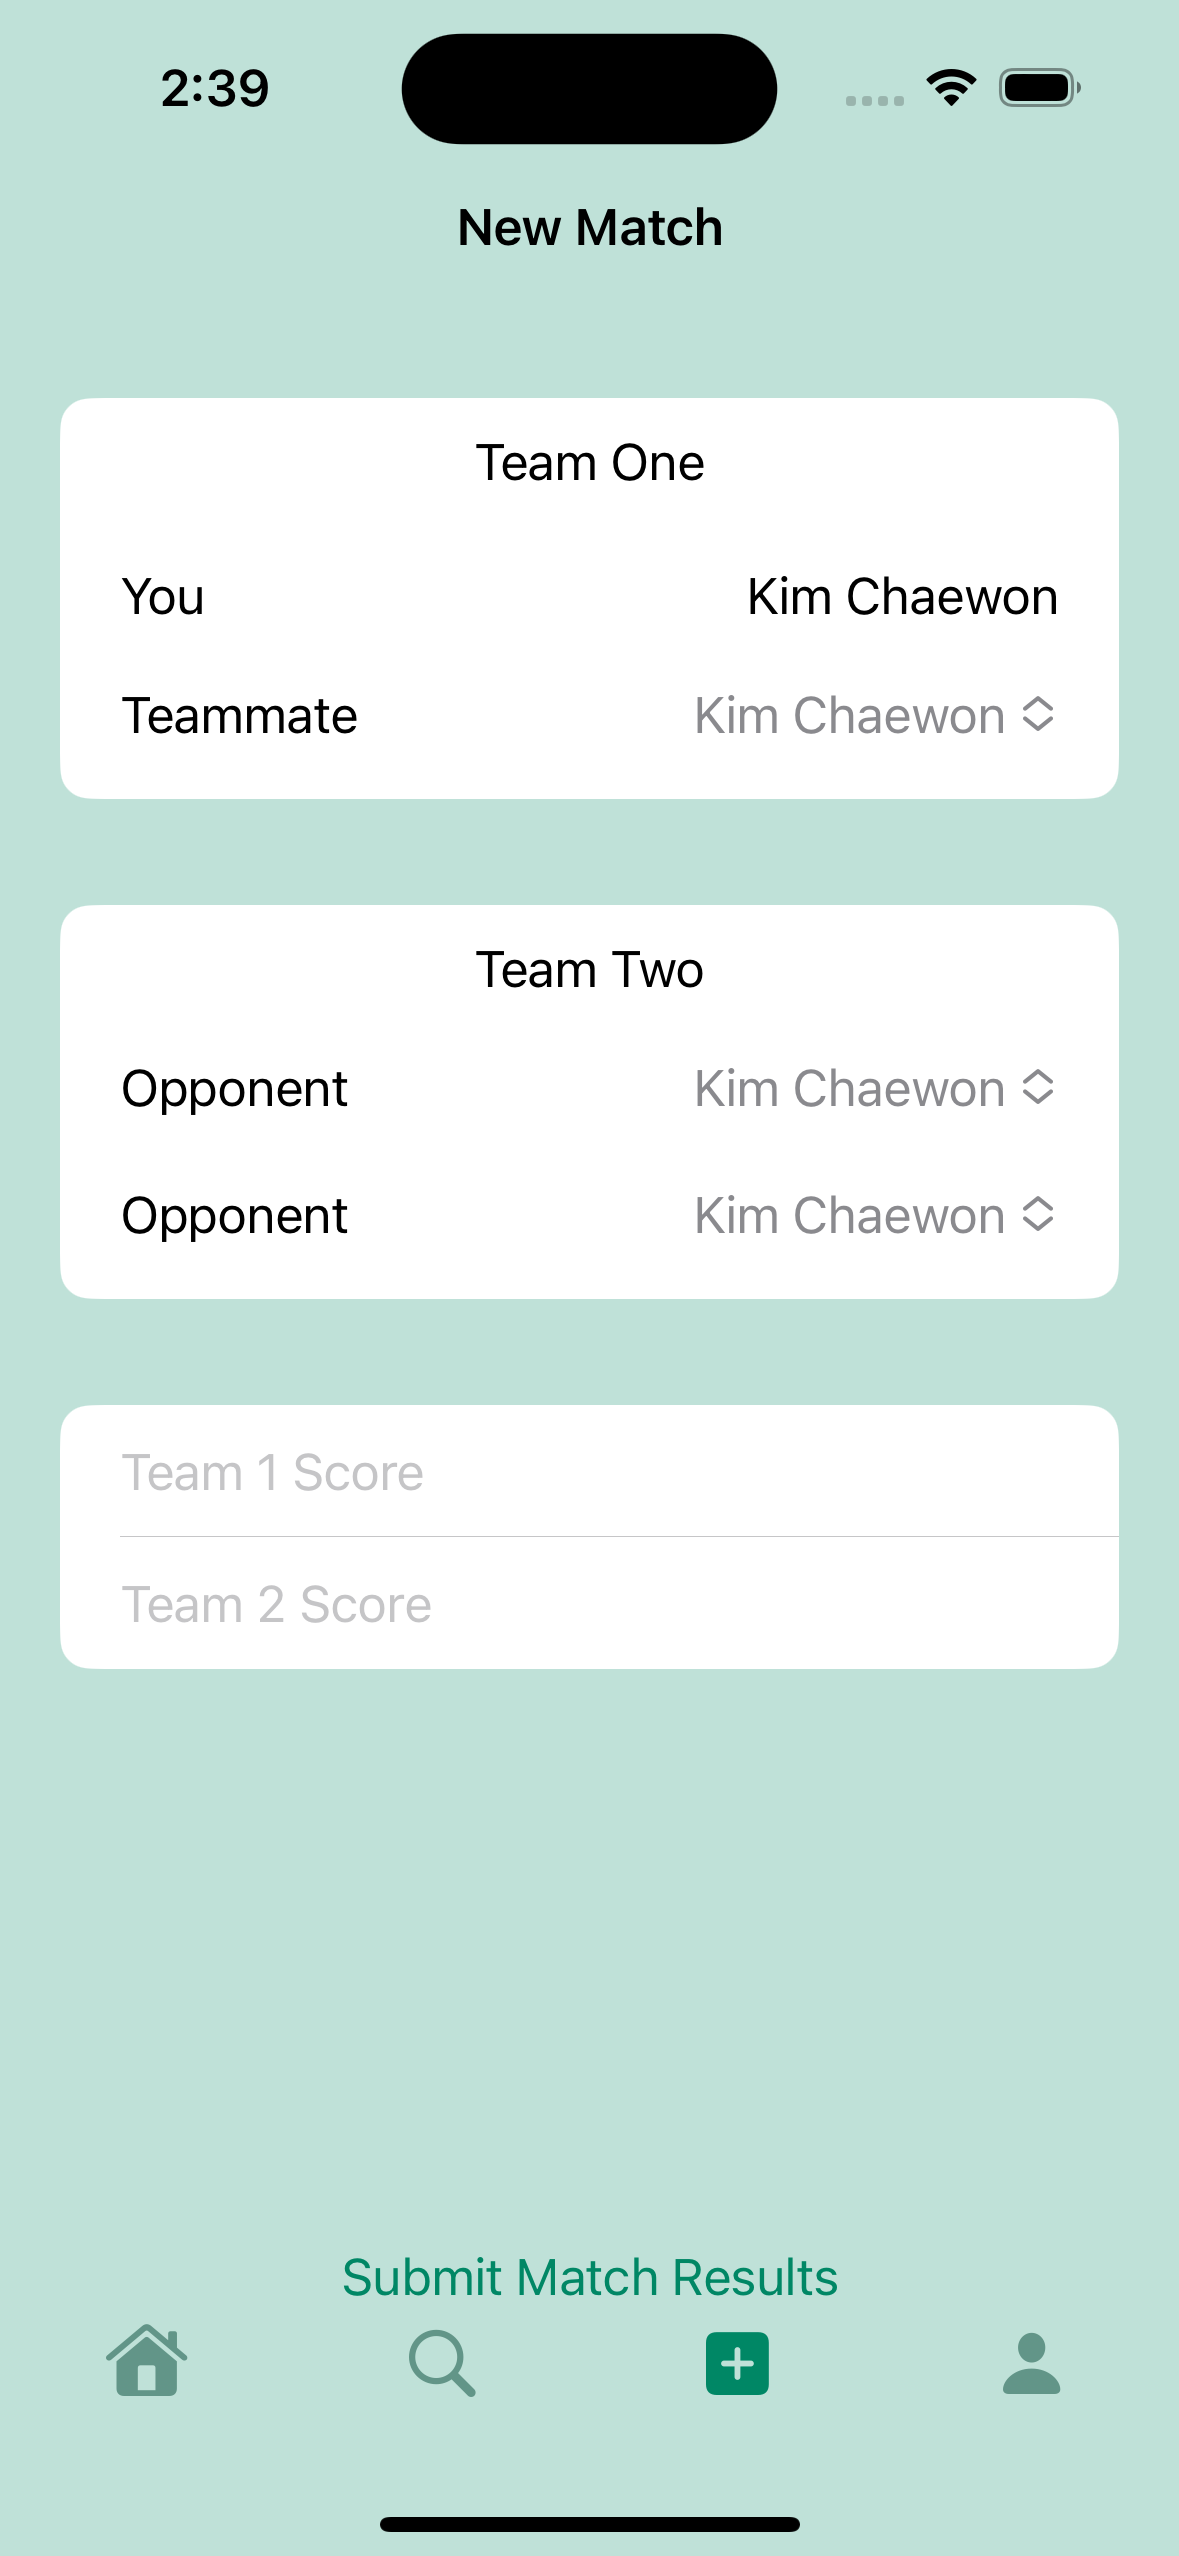 2:39
New Match
Team One
You Kim Chaewon
Teammate Kim Chaewon
Team Two
Opponent Kim Chaewon
Opponent Kim Chaewon
Team 1 Score
Team 2 Score
Submit Match Results